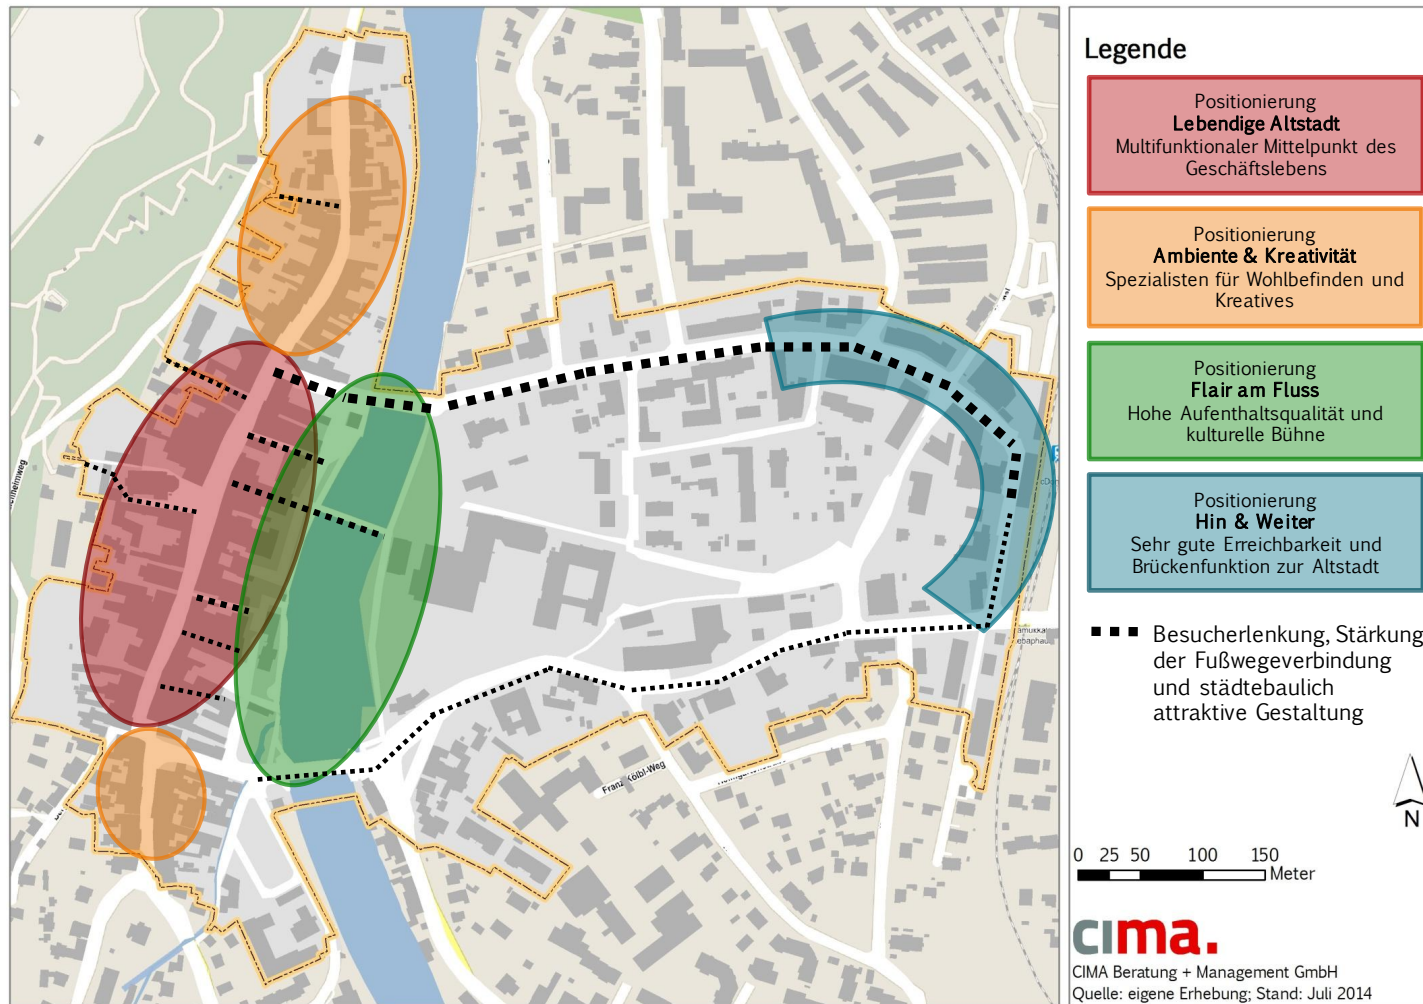 Legende
Positionierung
Lebendige Altstadt
Multifunktionaler Mittelpunkt des
Geschäftslebens
Positionierung
Ambiente & Kreativität
Spezialisten für Wohlbefinden und
Kreatives
Positionierung
Flair am Fluss
Hohe Aufenthaltsqualität und
kulturelle Bühne
Positionierung
Hin & Weiter
Sehr gute Erreichbarkeit und
Brückenfunktion zur Altstadt
Besucherlenkung, Stärkung
der Fußwegeverbindung
und städtebaulich
attraktive Gestaltung
N
0 25 50 100 150
Meter
cima.
CIMA Beratung + Management GmbH
Quelle: eigene Erhebung; Stand: Juli 2014
Franz-Kölbl-Weg